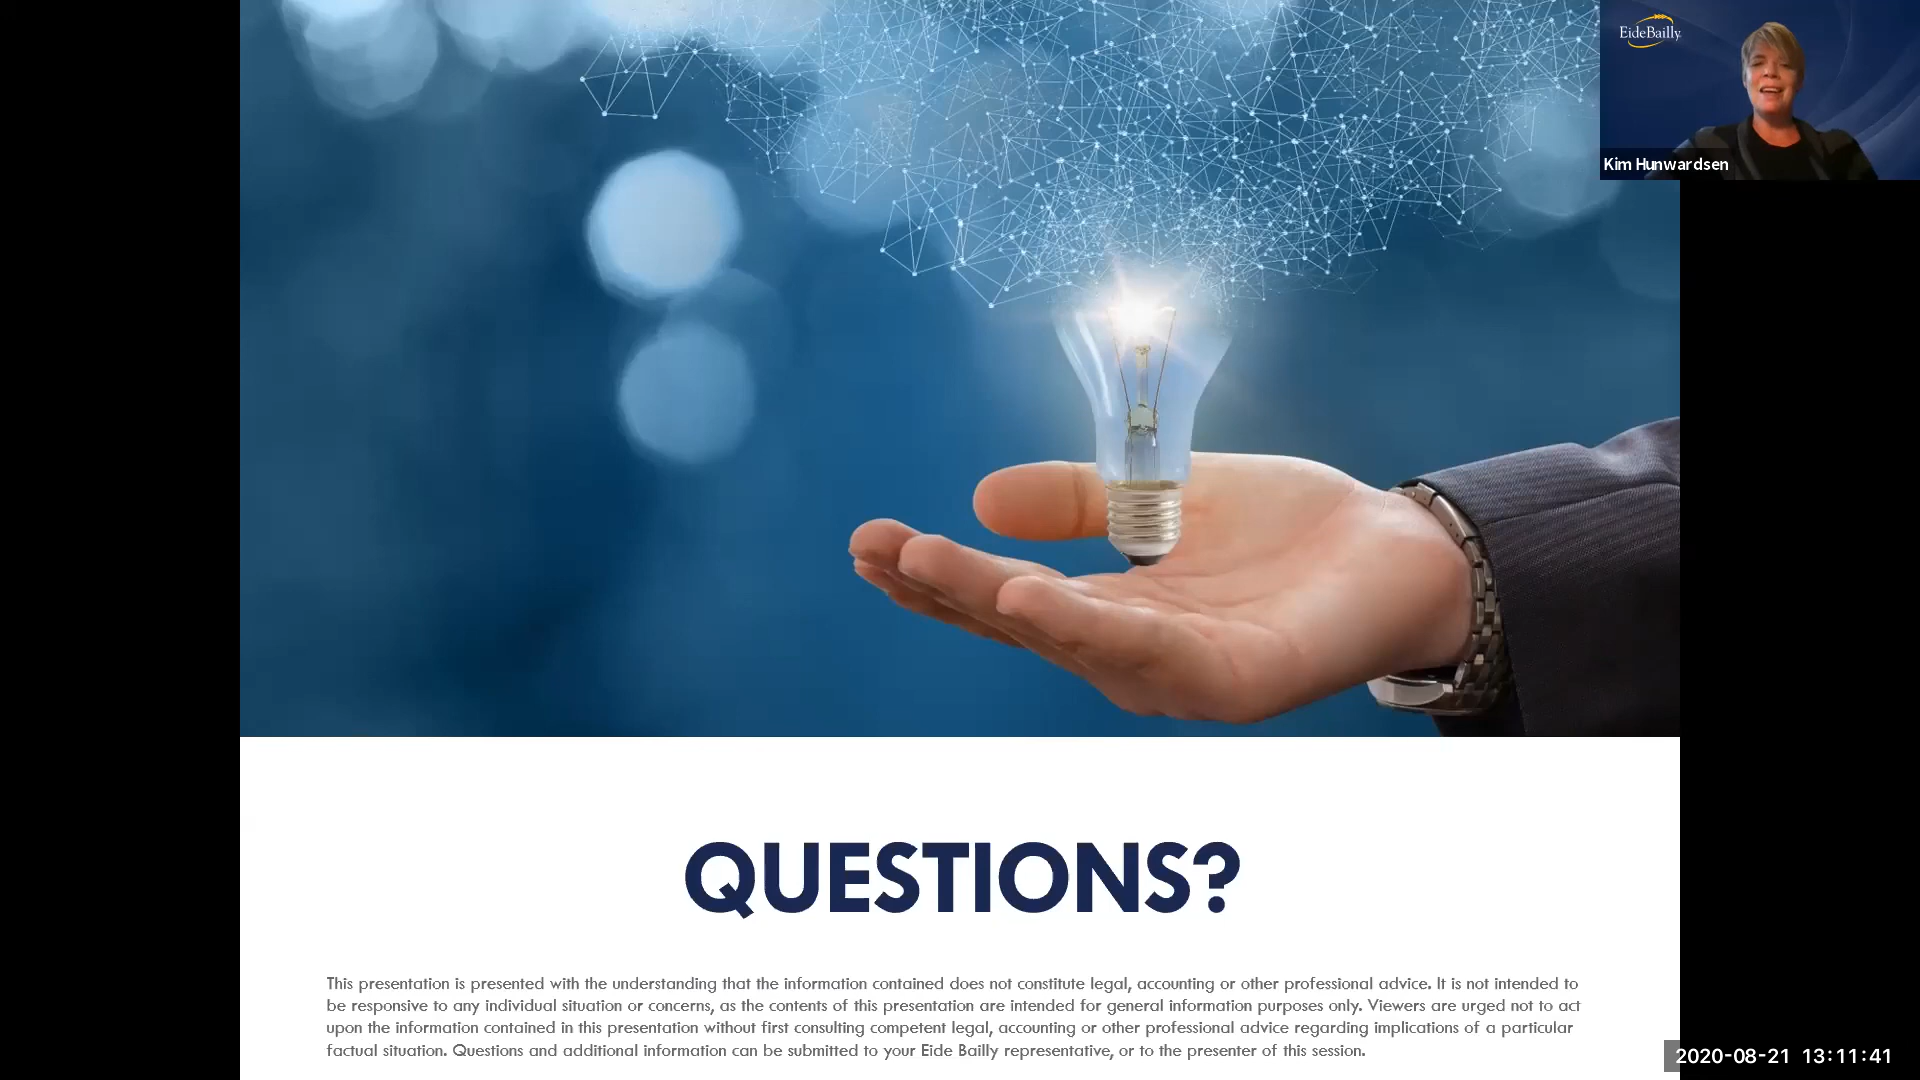 EideBailly
Kim Hunwardsen
QUESTIONS?
This presentation is presented with the understanding that the information contained does not constitute legal, accounting or other professional advice. It is not intended to
be responsive to any individual situation or concerns, as the contents of this presentation are intended for general information purposes only. Viewers are urged not to act
upon the information contained in this presentation without first consulting competent legal, accounting or other professional advice regarding implications of a particular
factual situation. Questions and additional information can be submitted to your Eide Bailly representative, or to the presenter of this session.
2020-08-21 13:11:41